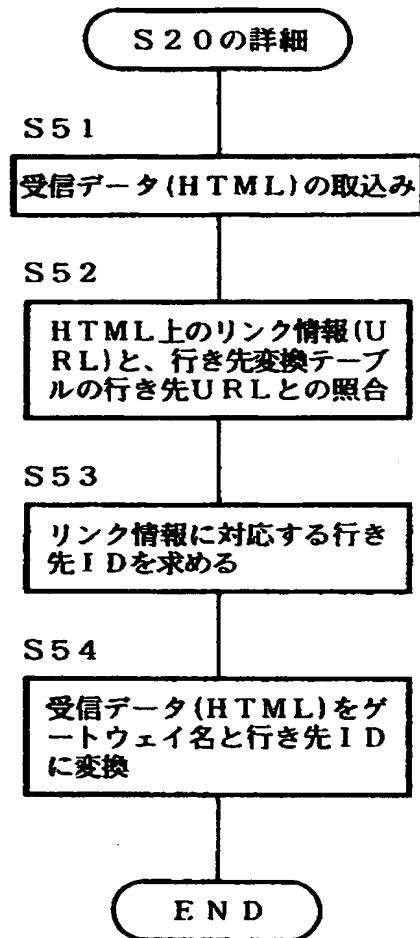 S20の詳細
S51
受信データ(HTML)の取込み
S52
HTML上のリンク情報(U
RL)と、行き先変換テーブ
ルの行き先URLとの照合
S53
リンク情報に対応する行き
先IDを求める
S54
受信データ(HTML)をゲ
ートウェイ名と行き先ID
に変換
END